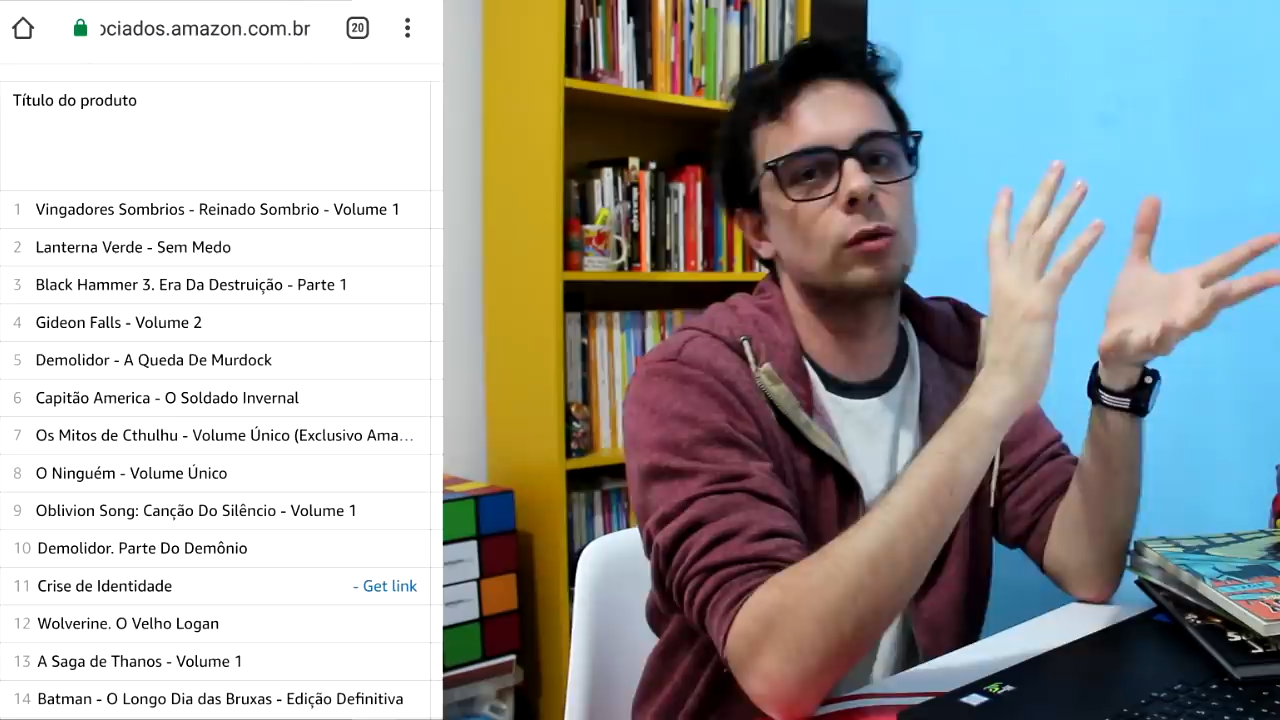 ociados.amazon.com.br
20
Título do produto
1 Vingadores Sombrios - Reinado Sombrio - Volume 1
2 Lanterna Verde - Sem Medo
3 Black Hammer 3. Era Da Destruição - Parte 1
4 Gideon Falls - Volume 2
5 Demolidor - A Queda De Murdock
6 Capitão America - O Soldado Invernal
7 Os Mitos de Cthulhu - Volume Único (Exclusivo Ama...
8 O Ninguém - Volume Único
9 Oblivion Song: Canção Do Silêncio - Volume 1
10 Demolidor. Parte Do Demônio
11 Crise de Identidade - Get link
12 Wolverine. O Velho Logan
13 A Saga de Thanos - Volume 1
14 Batman - O Longo Dia das Bruxas - Edição Definitiva